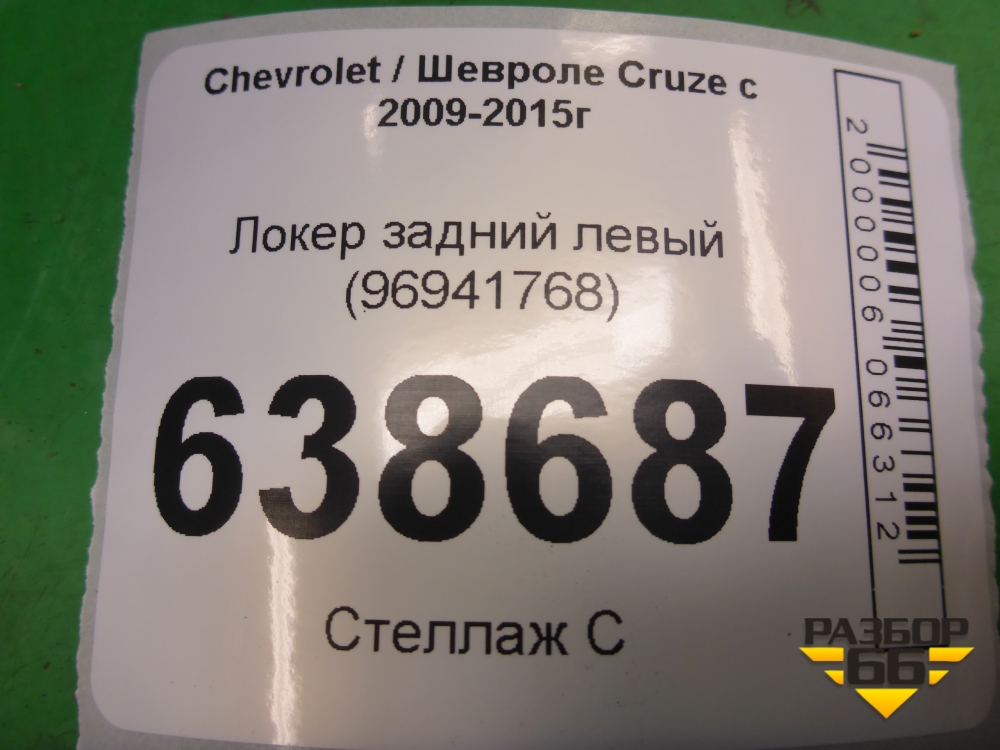 Chevrolet / Шевроле Cruze с
2009-2015г
Локер задний левый
(96941768)
638687
Стеллаж С
2000006066312
РАЗБОР
66